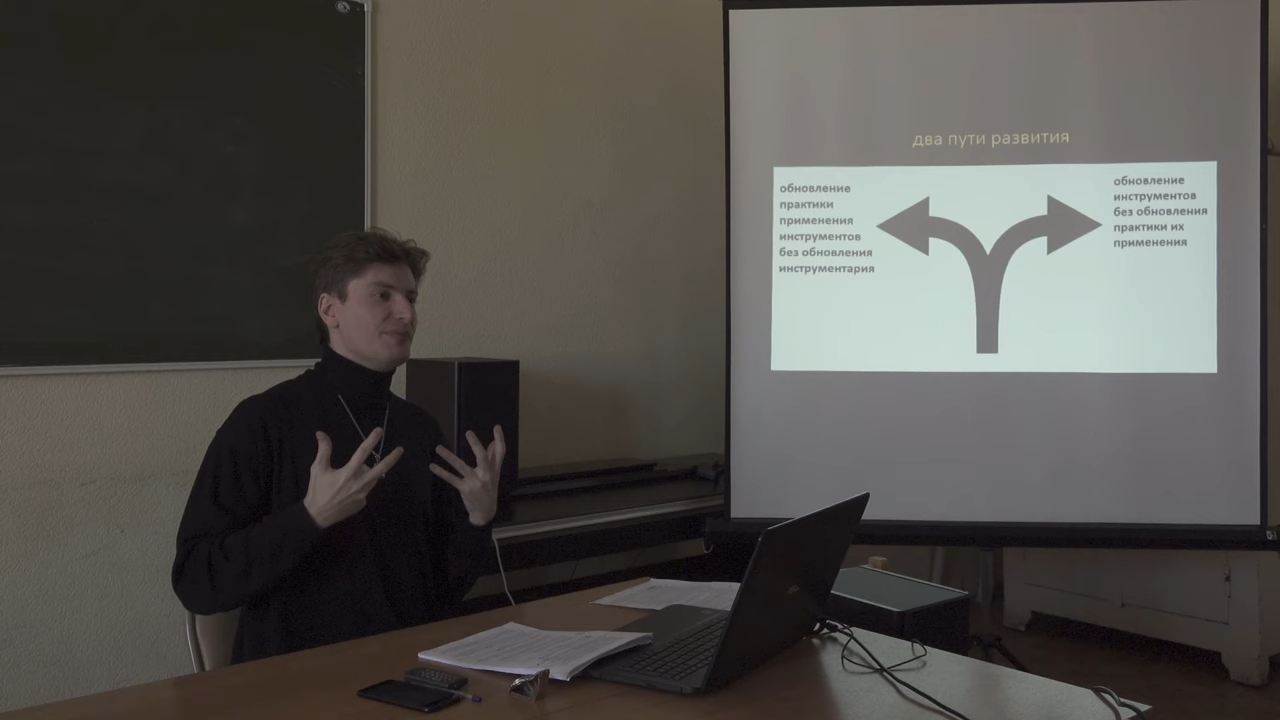 два пути развития
обновление
практики
применения
инструментов
без обновления
инструментария
обновление
инструментов
без обновления
практики их
применения